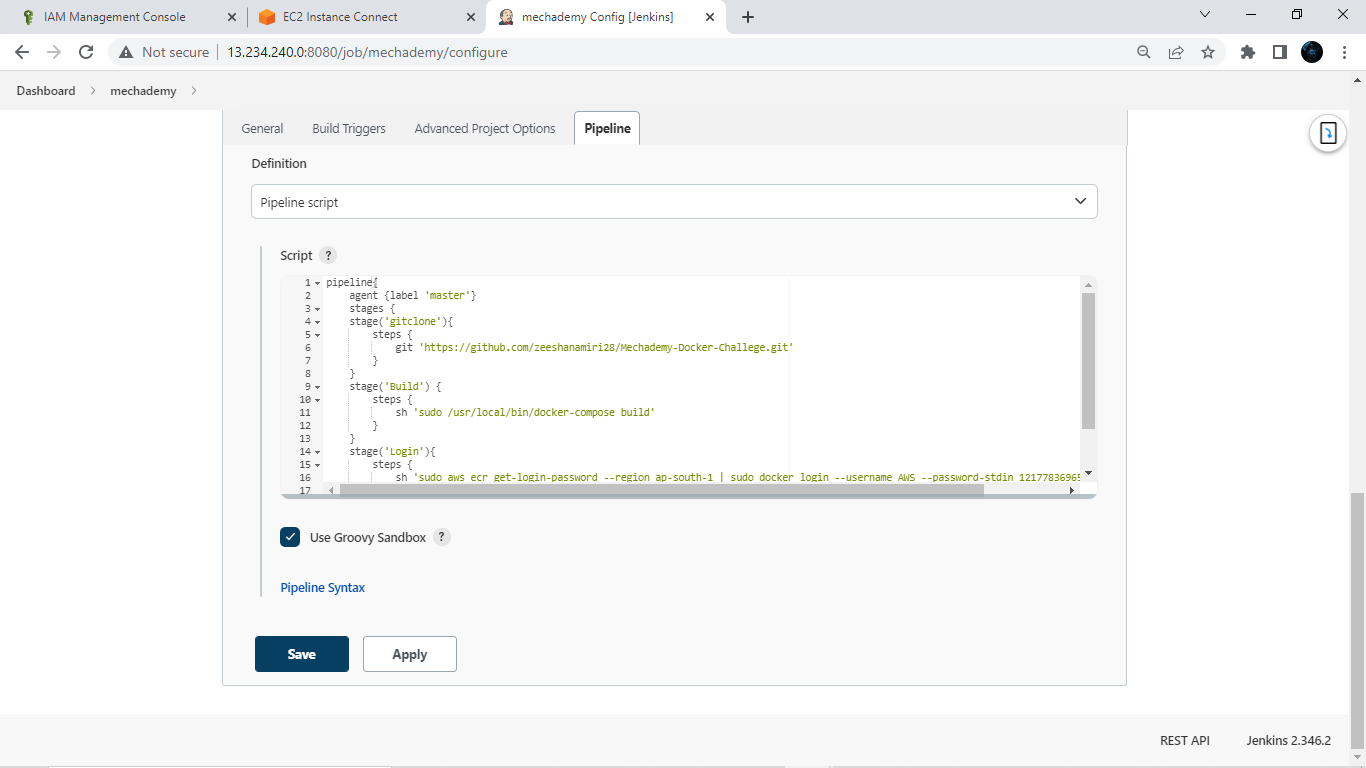 IAM Management Console
EC2 Instance Connect
mechademy Config [Jenkins]
Not secure
13.234.240.0:8080/job/mechademy/configure
Dashboard
mechademy
General
Build Triggers
Advanced Project Options
Pipeline
Definition
Pipeline script
Script ?
1 pipeline{
2 agent {label 'master'}
3 stages {
4 stage('gitclone'){
5 steps {
6 git 'https://github.com/zeeshanamiri28/Mechademy-Docker-Challege.git'
7 }
8 }
9 stage('Build') {
10 steps {
11 sh 'sudo /usr/local/bin/docker-compose build'
12 }
13 }
14 stage('Login'){
15 steps {
16 sh 'sudo aws ecr get-login-password --region ap-south-1 | sudo docker login --username AWS --password-stdin 12177836965
17
Use Groovy Sandbox ?
Pipeline Syntax
Save
Apply
REST API
Jenkins 2.346.2